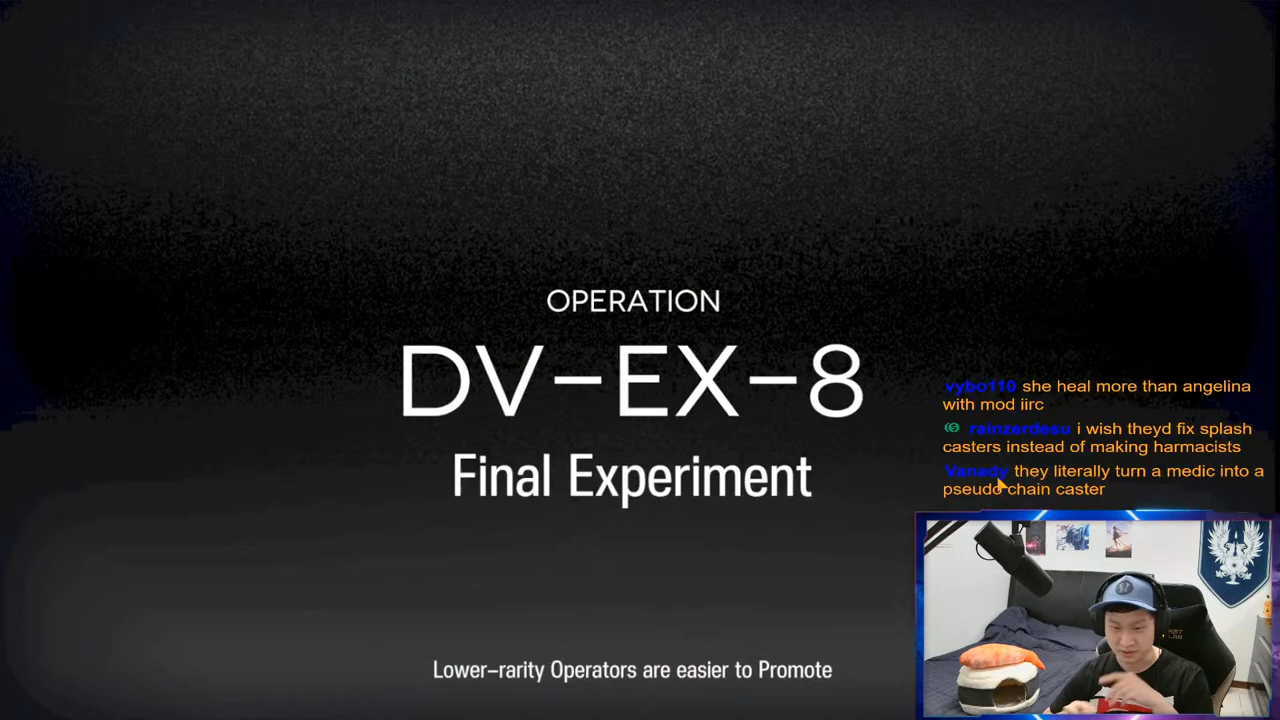 OPERATION
DV-EX-8
Final Experiment
vybo110 she heal more than angelina
with mod iirc
rainzerdesu i wish theyd fix splash
casters instead of making harmacists
Vanady they literally turn a medic into a
pseudo chain caster
Lower-rarity Operators are easier to Promote